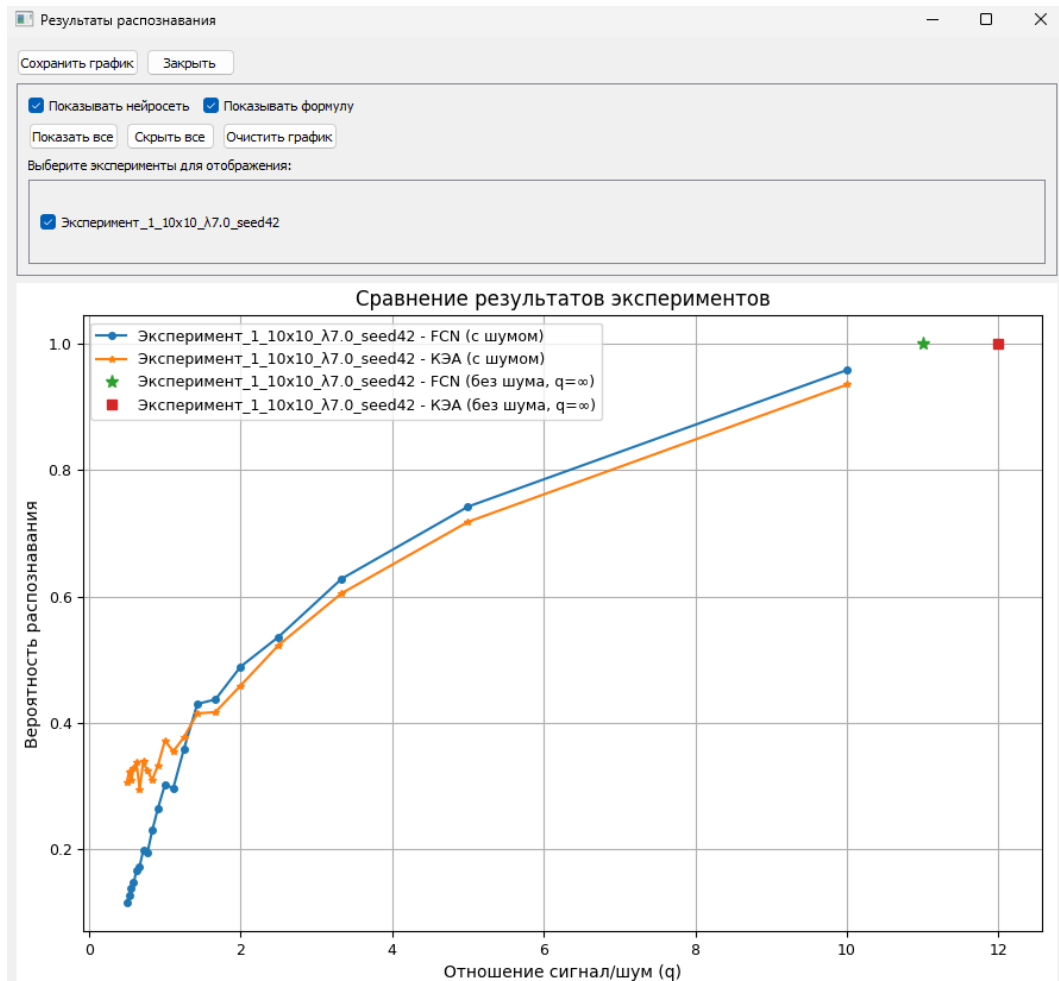 Результаты распознавания
Сохранить график Закрыть
Показывать нейросеть Показывать формулу
Показать все Скрыть все Очистить график
Выберите эксперименты для отображения:
Эксперимент_1_10x10_λ7.0_seed42
Сравнение результатов экспериментов
Эксперимент_1_10x10_λ7.0_seed42 - FCN (с шумом)
Эксперимент_1_10x10_λ7.0_seed42 - КЭА (с шумом)
Эксперимент_1_10x10_λ7.0_seed42 - FCN (без шума, q=∞)
Эксперимент_1_10x10_λ7.0_seed42 - КЭА (без шума, q=∞)
Вероятность распознавания
1.0
0.8
0.6
0.4
0.2
0 2 4 6 8 10 12
Отношение сигнал/шум (q)